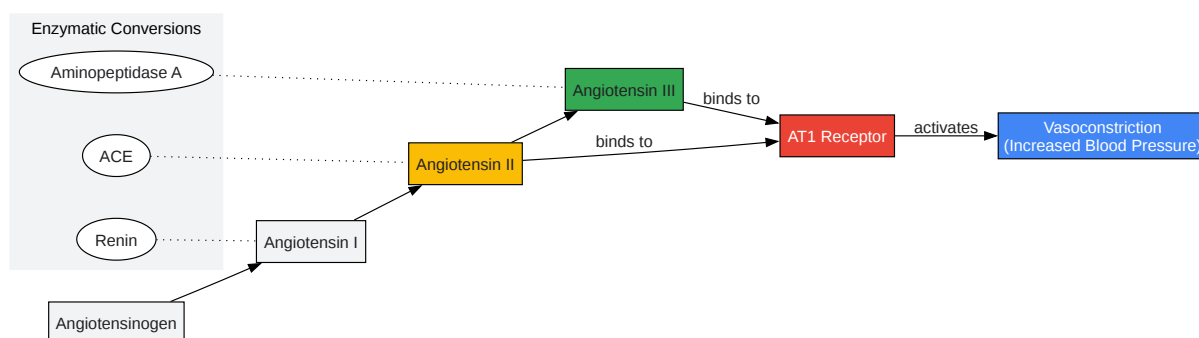 Enzymatic Conversions
Aminopeptidase A
Angiotensin III
binds to
AT1 Receptor
activates
Vasoconstriction
(Increased Blood Pressure)
ACE
Angiotensin II
binds to
Renin
Angiotensin I
Angiotensinogen